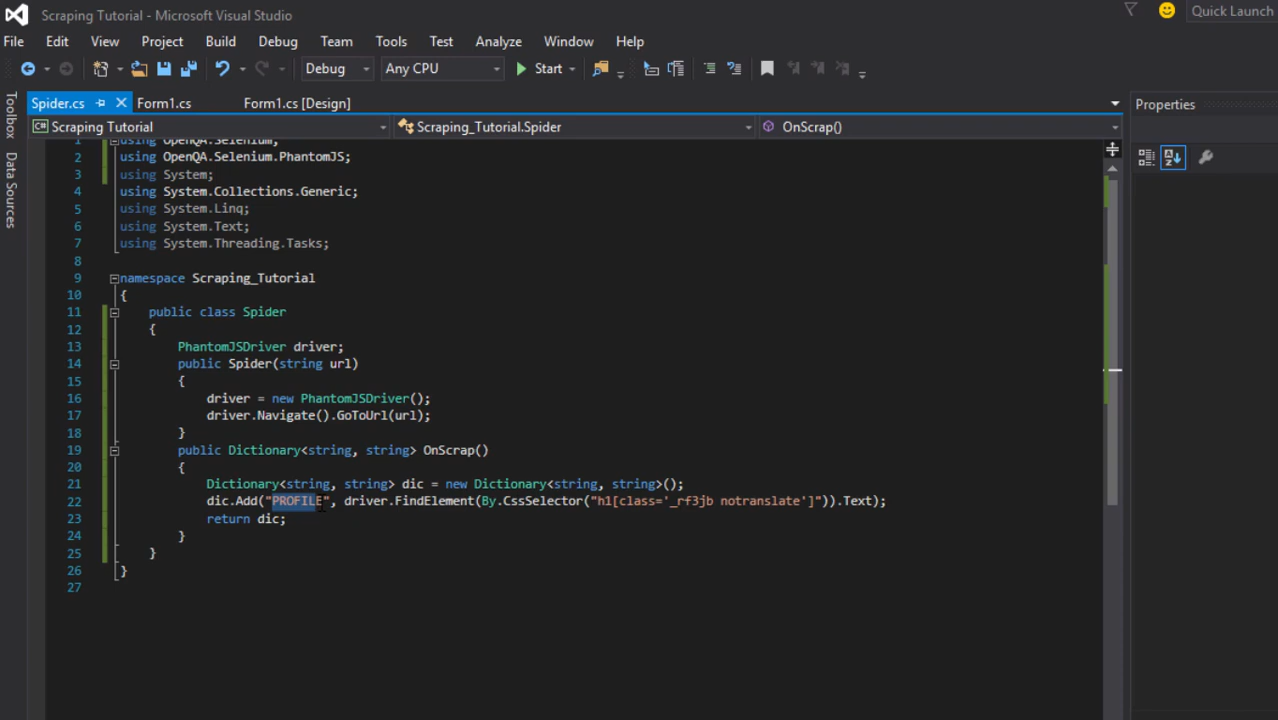 Scraping Tutorial - Microsoft Visual Studio
Quick Launch
File Edit View Project Build Debug Team Tools Test Analyze Window Help
Debug Any CPU Start
Toolbox
Data Sources
Spider.cs Form1.cs Form1.cs [Design]
Properties
Scraping Tutorial Scraping_Tutorial.Spider OnScrap()
1 using OpenQA.Selenium;
2 using OpenQA.Selenium.PhantomJS;
3 using System;
4 using System.Collections.Generic;
5 using System.Linq;
6 using System.Text;
7 using System.Threading.Tasks;
8
9 namespace Scraping_Tutorial
10 {
11 public class Spider
12 {
13 PhantomJSDriver driver;
14 public Spider(string url)
15 {
16 driver = new PhantomJSDriver();
17 driver.Navigate().GoToUrl(url);
18 }
19 public Dictionary<string, string> OnScrap()
20 {
21 Dictionary<string, string> dic = new Dictionary<string, string>();
22 dic.Add("PROFILE", driver.FindElement(By.CssSelector("h1[class='_rf3jb notranslate']")).Text);
23 return dic;
24 }
25 }
26 }
27